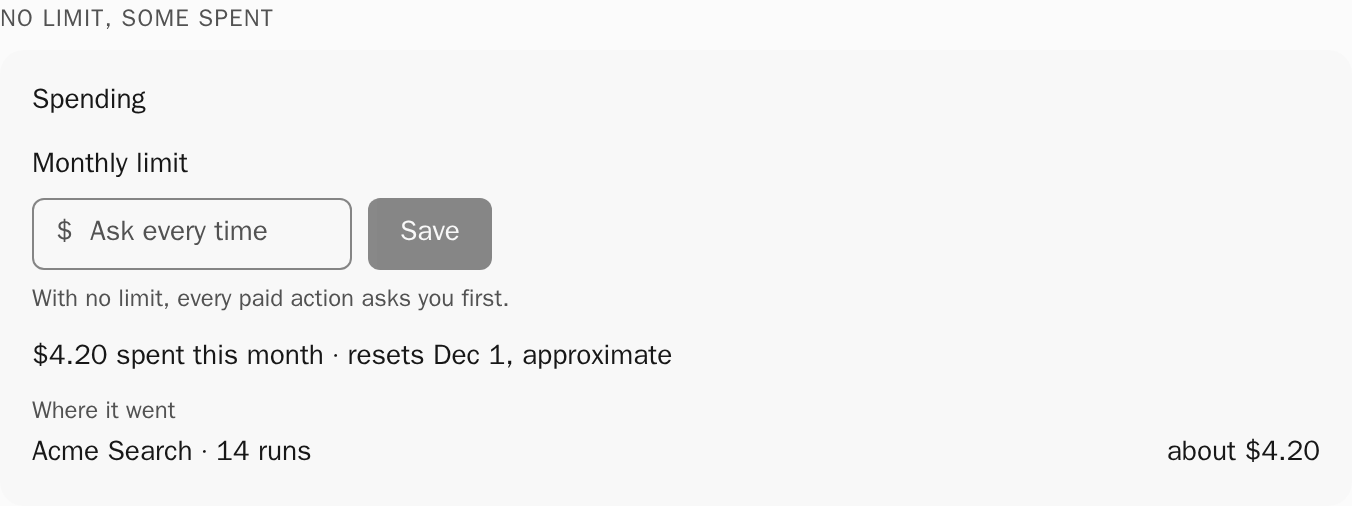 NO LIMIT, SOME SPENT
Spending
Monthly limit
$ Ask every time
Save
With no limit, every paid action asks you first.
$4.20 spent this month · resets Dec 1, approximate
Where it went
Acme Search · 14 runs
about $4.20